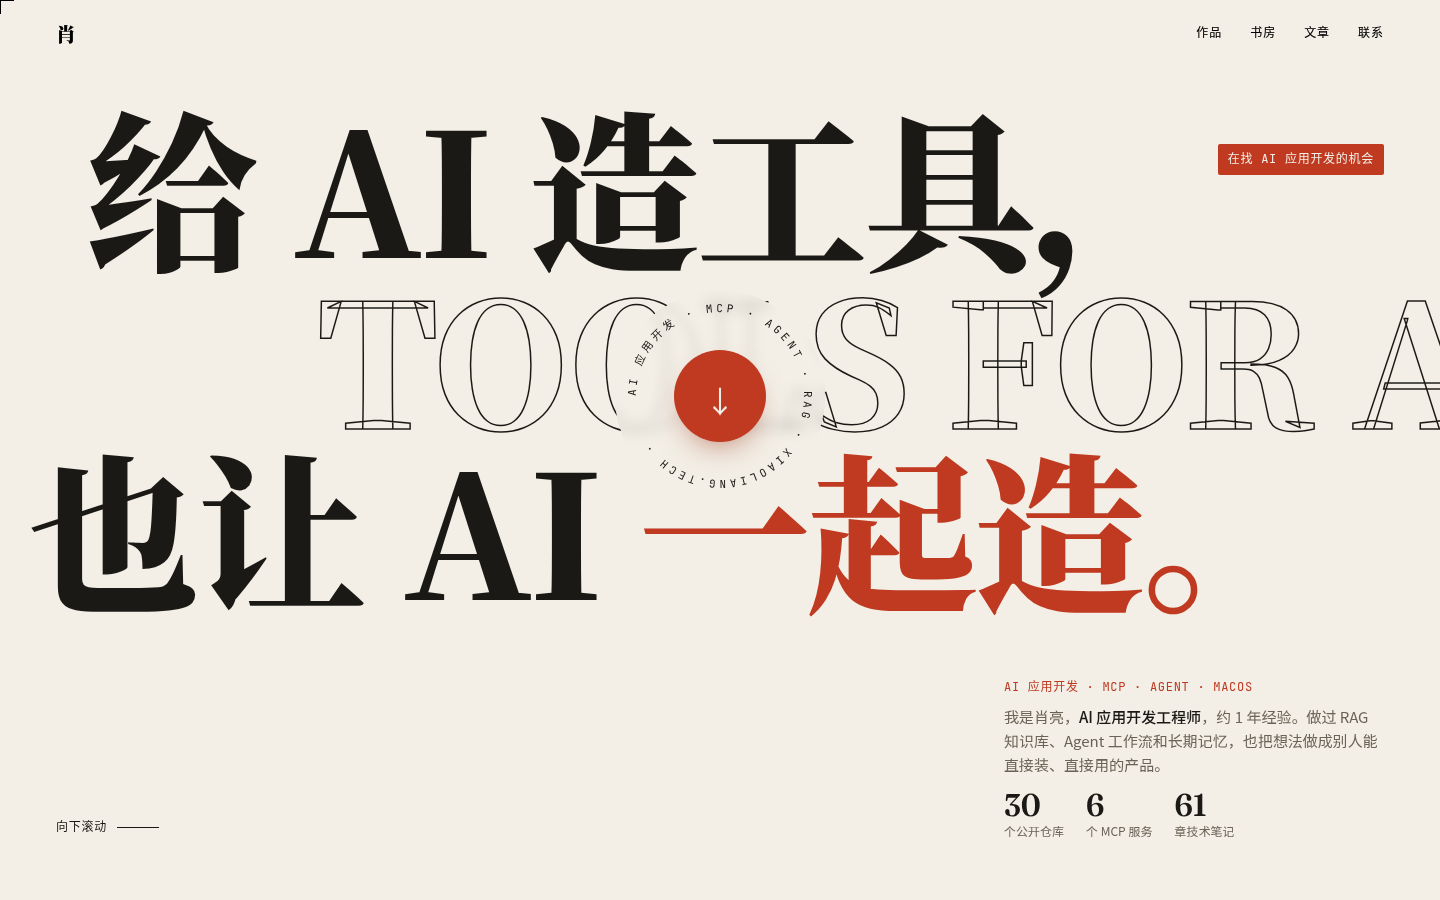 肖
作品 书房 文章 联系
给 AI 造工具,
在找 AI 应用开发的机会
TOOLS FOR A
AI 应用开发 · MCP · AGENT · RAG · XIAOLIANG.TECH ·
↓
也让 AI 一起造。
AI 应用开发 · MCP · AGENT · MACOS
我是肖亮，AI 应用开发工程师，约 1 年经验。做过 RAG
知识库、Agent 工作流和长期记忆，也把想法做成别人能
直接装、直接用的产品。
30 6 61
个公开仓库 个 MCP 服务 章技术笔记
向下滚动